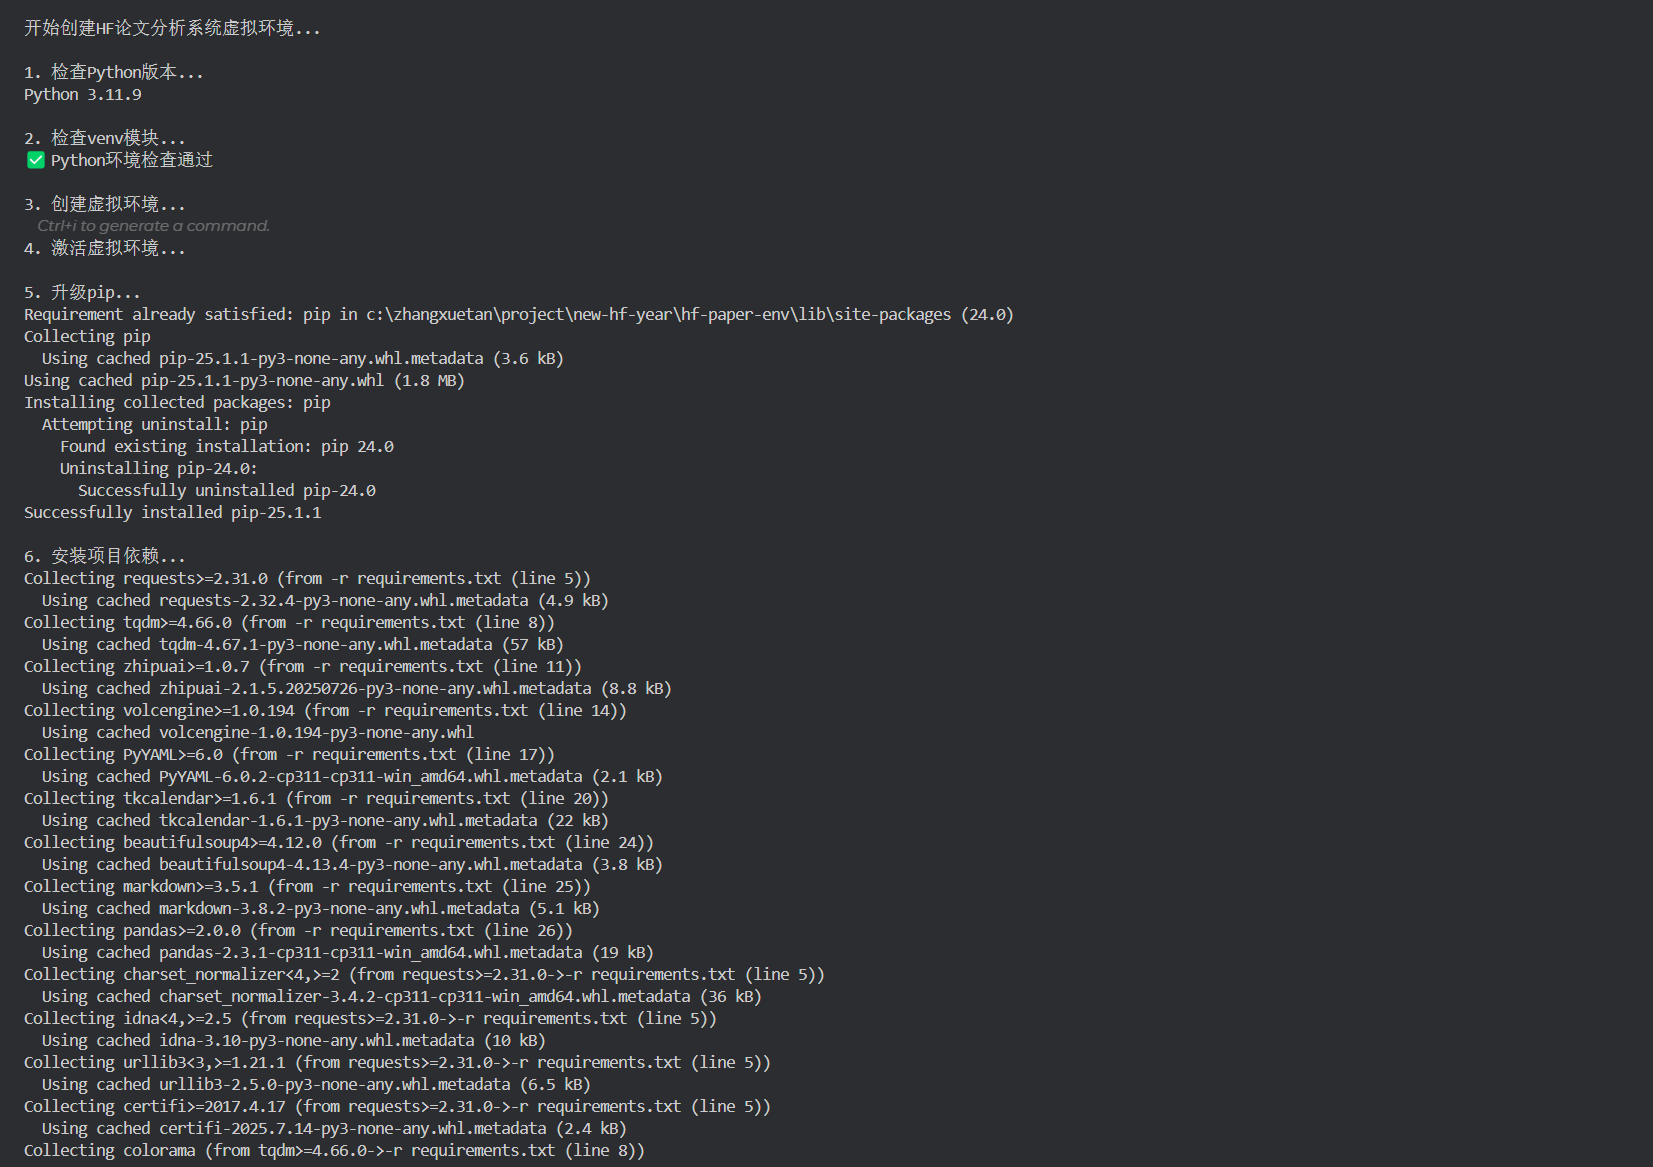 开始创建HF论文分析系统虚拟环境...
1. 检查Python版本...
Python 3.11.9
2. 检查venv模块...
✅ Python环境检查通过
3. 创建虚拟环境...
Ctrl+i to generate a command.
4. 激活虚拟环境...
5. 升级pip...
Requirement already satisfied: pip in c:\zhangxuetan\project\new-hf-year\hf-paper-env\lib\site-packages (24.0)
Collecting pip
Using cached pip-25.1.1-py3-none-any.whl.metadata (3.6 kB)
Using cached pip-25.1.1-py3-none-any.whl (1.8 MB)
Installing collected packages: pip
Attempting uninstall: pip
Found existing installation: pip 24.0
Uninstalling pip-24.0:
Successfully uninstalled pip-24.0
Successfully installed pip-25.1.1
6. 安装项目依赖...
Collecting requests>=2.31.0 (from -r requirements.txt (line 5))
Using cached requests-2.32.4-py3-none-any.whl.metadata (4.9 kB)
Collecting tqdm>=4.66.0 (from -r requirements.txt (line 8))
Using cached tqdm-4.67.1-py3-none-any.whl.metadata (57 kB)
Collecting zhipuai>=1.0.7 (from -r requirements.txt (line 11))
Using cached zhipuai-2.1.5.20250726-py3-none-any.whl.metadata (8.8 kB)
Collecting volcengine>=1.0.194 (from -r requirements.txt (line 14))
Using cached volcengine-1.0.194-py3-none-any.whl
Collecting PyYAML>=6.0 (from -r requirements.txt (line 17))
Using cached PyYAML-6.0.2-cp311-cp311-win_amd64.whl.metadata (2.1 kB)
Collecting tkcalendar>=1.6.1 (from -r requirements.txt (line 20))
Using cached tkcalendar-1.6.1-py3-none-any.whl.metadata (22 kB)
Collecting beautifulsoup4>=4.12.0 (from -r requirements.txt (line 24))
Using cached beautifulsoup4-4.13.4-py3-none-any.whl.metadata (3.8 kB)
Collecting markdown>=3.5.1 (from -r requirements.txt (line 25))
Using cached markdown-3.8.2-py3-none-any.whl.metadata (5.1 kB)
Collecting pandas>=2.0.0 (from -r requirements.txt (line 26))
Using cached pandas-2.3.1-cp311-cp311-win_amd64.whl.metadata (19 kB)
Collecting charset_normalizer<4,>=2 (from requests>=2.31.0->-r requirements.txt (line 5))
Using cached charset_normalizer-3.4.2-cp311-cp311-win_amd64.whl.metadata (36 kB)
Collecting idna<4,>=2.5 (from requests>=2.31.0->-r requirements.txt (line 5))
Using cached idna-3.10-py3-none-any.whl.metadata (10 kB)
Collecting urllib3<3,>=1.21.1 (from requests>=2.31.0->-r requirements.txt (line 5))
Using cached urllib3-2.5.0-py3-none-any.whl.metadata (6.5 kB)
Collecting certifi>=2017.4.17 (from requests>=2.31.0->-r requirements.txt (line 5))
Using cached certifi-2025.7.14-py3-none-any.whl.metadata (2.4 kB)
Collecting colorama (from tqdm>=4.66.0->-r requirements.txt (line 8))